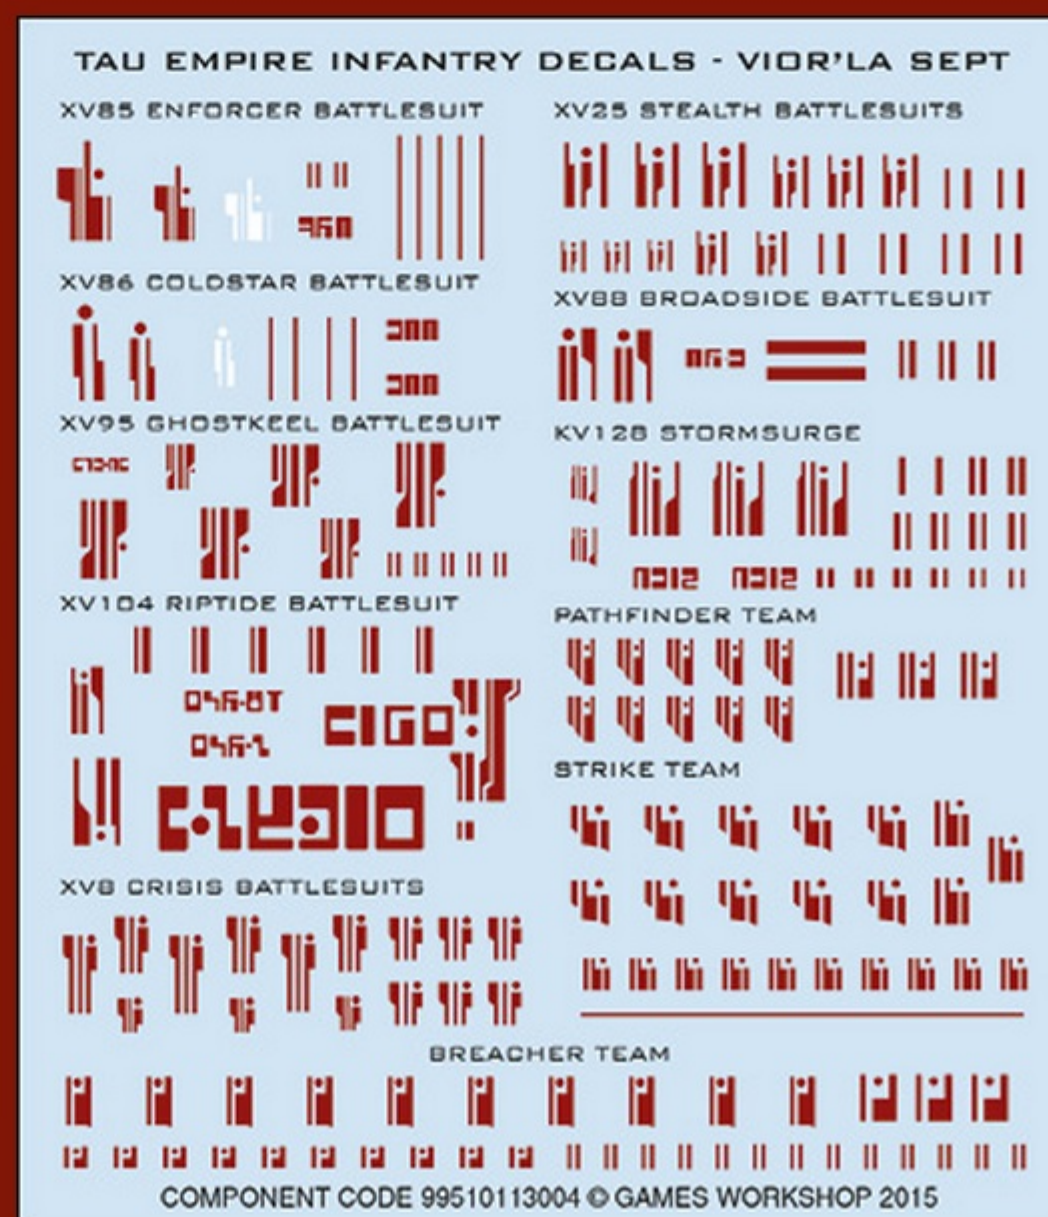 TAU EMPIRE INFANTRY DECALS - VIOR'LA SEPT
XV85 ENFORCER BATTLESUIT
XV86 COLDSTAR BATTLESUIT
XV95 GHOSTKEEL BATTLESUIT
XV104 RIPTIDE BATTLESUIT
XV8 CRISIS BATTLESUITS
XV25 STEALTH BATTLESUITS
XV88 BROADSIDE BATTLESUIT
KV128 STORMSURGE
PATHFINDER TEAM
STRIKE TEAM
BREACHER TEAM
COMPONENT CODE 99510113004 © GAMES WORKSHOP 2015